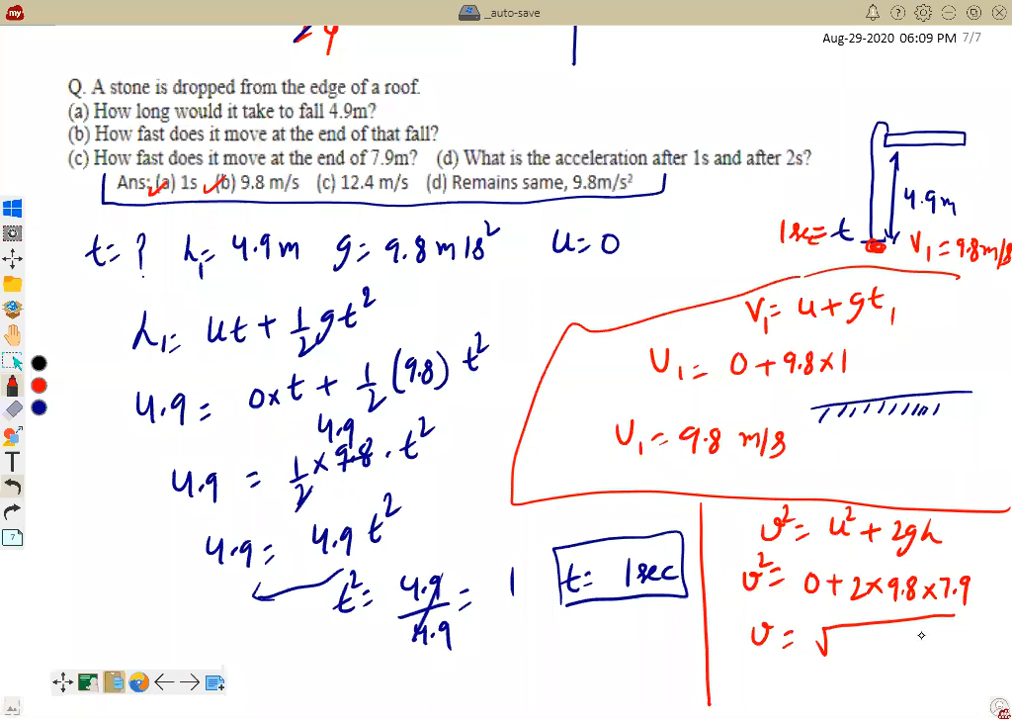 my
_auto-save
Aug-29-2020 06:09 PM 7/7
Q. A stone is dropped from the edge of a roof.
(a) How long would it take to fall 4.9m?
(b) How fast does it move at the end of that fall?
(c) How fast does it move at the end of 7.9m? (d) What is the acceleration after 1s and after 2s?
Ans: (a) 1s (b) 9.8 m/s (c) 12.4 m/s (d) Remains same, 9.8m/s²
4.9m
1sec = t
V₁ = 9.8m/s
t = ? h₁ = 4.9m g = 9.8m/s² u = 0
h₁ = ut + 1/2 gt²
4.9 = 0×t + 1/2 (9.8) t²
4.9
4.9 = 1/2 × 9.8 . t²
4.9 = 4.9 t²
t² = 4.9/4.9 = 1
t = 1sec
V₁ = u + gt₁
V₁ = 0 + 9.8×1
V₁ = 9.8 m/s
v² = u² + 2gh
v² = 0 + 2×9.8×7.9
v = √
T
7